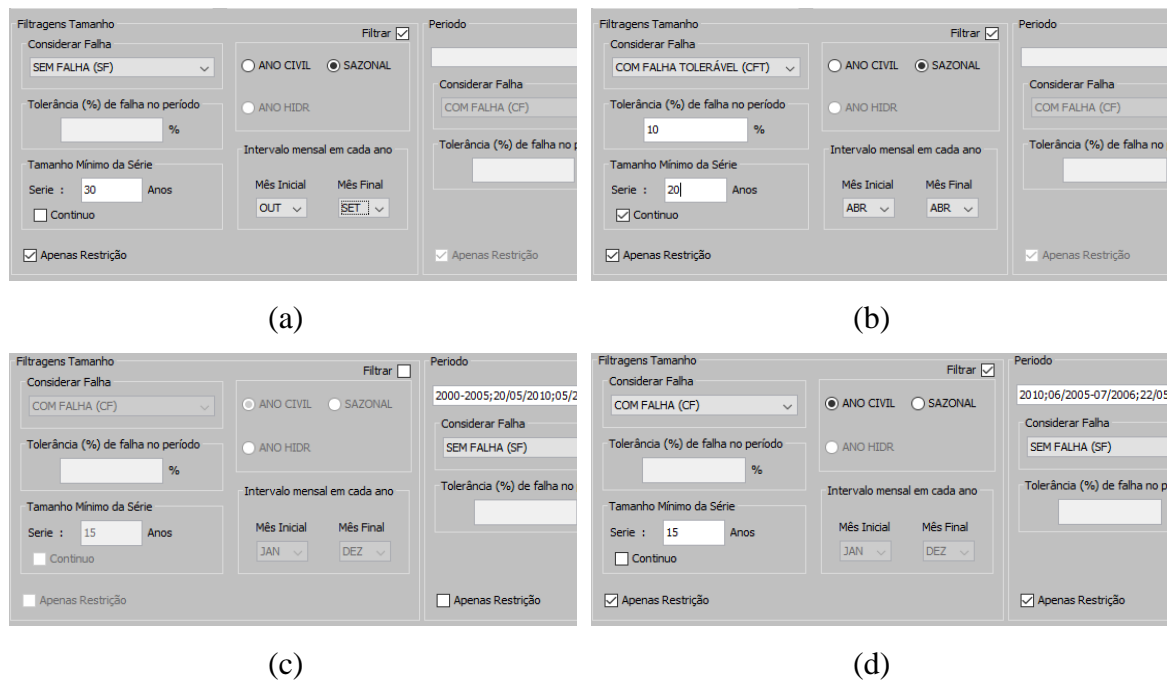 Filtragens Tamanho
Filtrar
Considerar Falha
SEM FALHA (SF)
ANO CIVIL
SAZONAL
ANO HIDR
Tolerância (%) de falha no período
%
Intervalo mensal em cada ano
Tamanho Mínimo da Série
Serie :
30
Anos
Continuo
Mês Inicial
Mês Final
OUT
SET
Apenas Restrição
Periodo
Considerar Falha
COM FALHA (CF)
Tolerância (%) de falha no
Apenas Restrição
(a)
Filtragens Tamanho
Filtrar
Considerar Falha
COM FALHA TOLERÁVEL (CFT)
ANO CIVIL
SAZONAL
ANO HIDR
Tolerância (%) de falha no período
10
%
Intervalo mensal em cada ano
Tamanho Mínimo da Série
Serie :
20
Anos
Continuo
Mês Inicial
Mês Final
ABR
ABR
Apenas Restrição
Periodo
Considerar Falha
COM FALHA (CF)
Tolerância (%) de falha no
Apenas Restrição
(b)
Filtragens Tamanho
Filtrar
Considerar Falha
COM FALHA (CF)
ANO CIVIL
SAZONAL
ANO HIDR
Tolerância (%) de falha no período
%
Intervalo mensal em cada ano
Tamanho Mínimo da Série
Serie :
15
Anos
Continuo
Mês Inicial
Mês Final
JAN
DEZ
Apenas Restrição
Periodo
2000-2005;20/05/2010;05/2
Considerar Falha
SEM FALHA (SF)
Tolerância (%) de falha no
Apenas Restrição
(c)
Filtragens Tamanho
Filtrar
Considerar Falha
COM FALHA (CF)
ANO CIVIL
SAZONAL
ANO HIDR
Tolerância (%) de falha no período
%
Intervalo mensal em cada ano
Tamanho Mínimo da Série
Serie :
15
Anos
Continuo
Mês Inicial
Mês Final
JAN
DEZ
Apenas Restrição
Periodo
2010;06/2005-07/2006;22/05
Considerar Falha
SEM FALHA (SF)
Tolerância (%) de falha no
Apenas Restrição
(d)